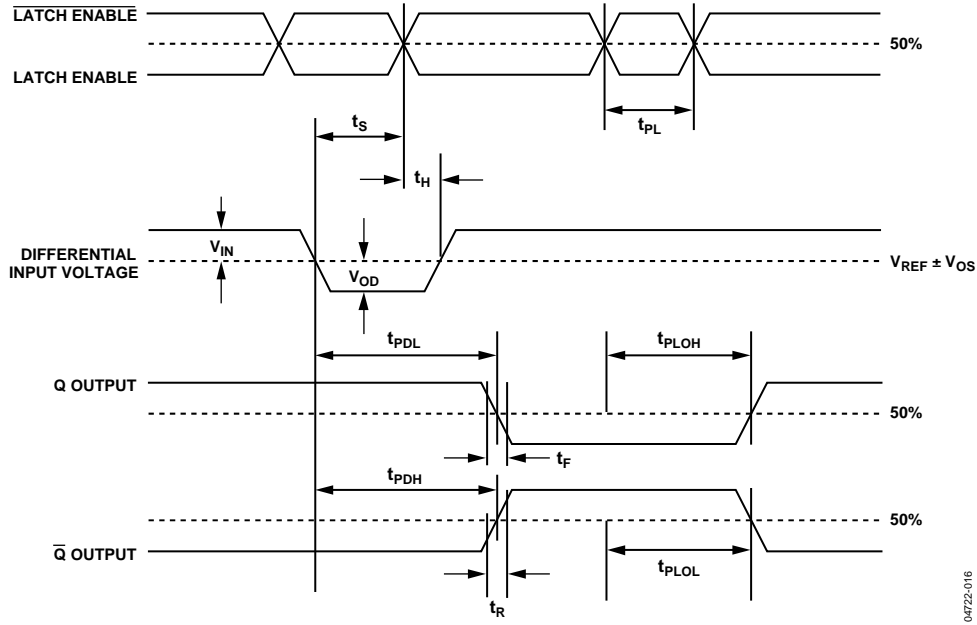 LATCH ENABLE
50%
LATCH ENABLE
tS
tPL
tH
VIN
DIFFERENTIAL
INPUT VOLTAGE
VOD
VREF ± VOS
tPDL
tPLOH
Q OUTPUT
50%
tF
tPDH
50%
Q̅ OUTPUT
tPLOL
tR
04722-016